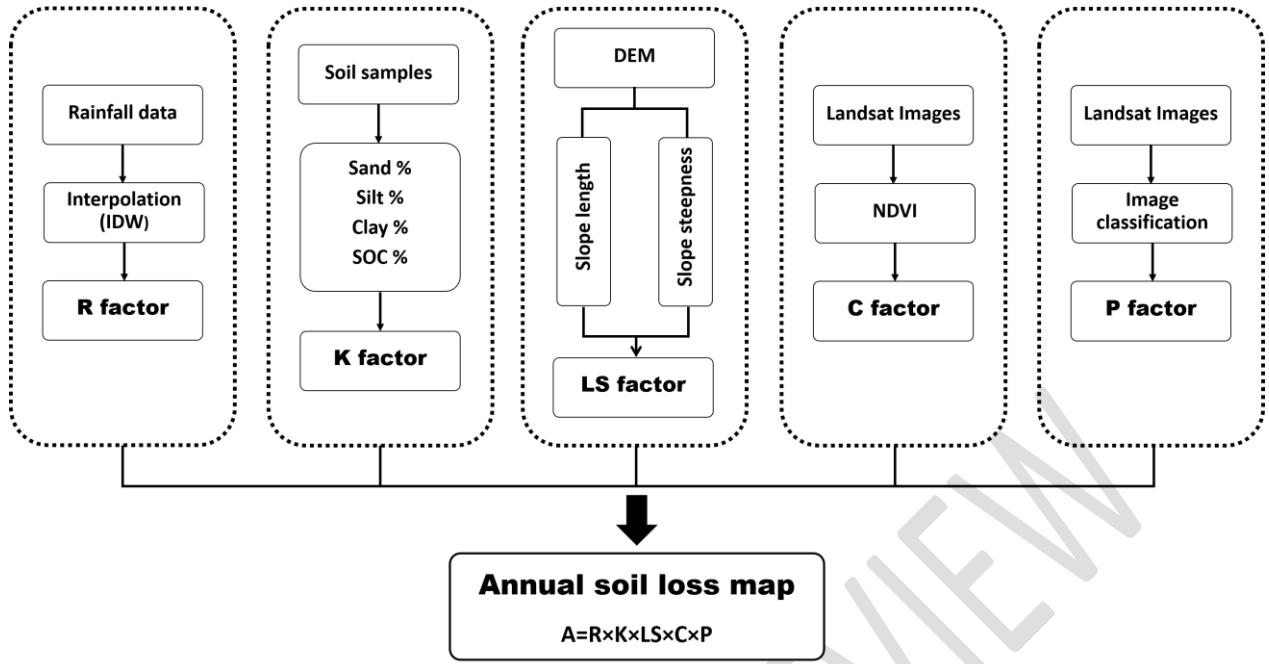 Rainfall data
Interpolation
(IDW)
R factor
Soil samples
Sand %
Silt %
Clay %
SOC %
K factor
DEM
Slope length
Slope steepness
LS factor
Landsat Images
NDVI
C factor
Landsat Images
Image
classification
P factor
Annual soil loss map
A=R×K×LS×C×P
VIEW